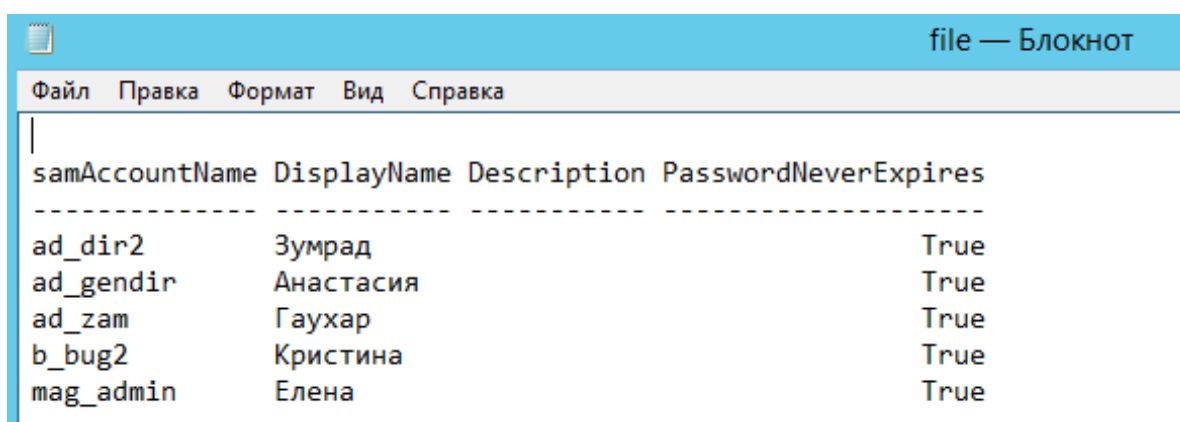 file — Блокнот
Файл Правка Формат Вид Справка
samAccountName DisplayName Description PasswordNeverExpires
-------------- ----------- ----------- --------------------
ad_dir2 Зумрад True
ad_gendir Анастасия True
ad_zam Гаухар True
b_bug2 Кристина True
mag_admin Елена True